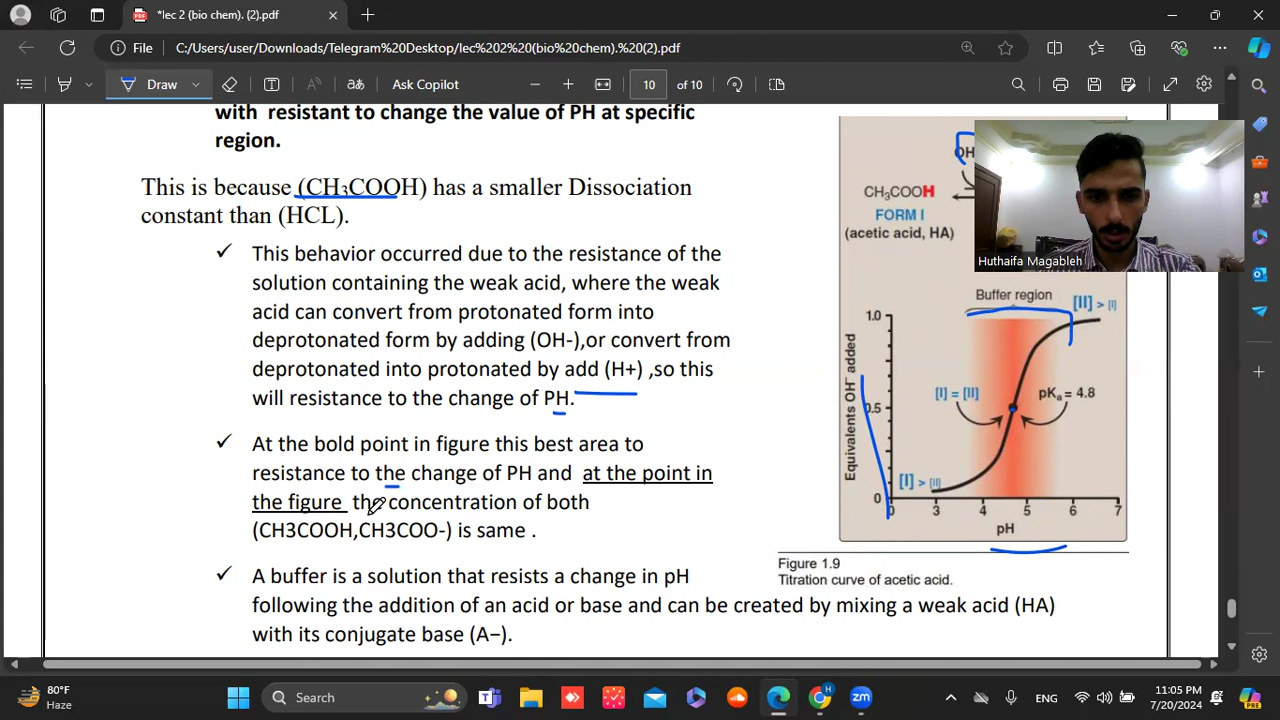 *lec 2 (bio chem). (2).pdf
File C:/Users/user/Downloads/Telegram%20Desktop/lec%202%20(bio%20chem).%20(2).pdf
Draw Ask Copilot 10 of 10
with resistant to change the value of PH at specific
region.
This is because (CH₃COOH) has a smaller Dissociation
constant than (HCL).
✓ This behavior occurred due to the resistance of the
solution containing the weak acid, where the weak
acid can convert from protonated form into
deprotonated form by adding (OH-),or convert from
deprotonated into protonated by add (H+) ,so this
will resistance to the change of PH.
✓ At the bold point in figure this best area to
resistance to the change of PH and at the point in
the figure the concentration of both
(CH3COOH,CH3COO-) is same .
✓ A buffer is a solution that resists a change in pH
following the addition of an acid or base and can be created by mixing a weak acid (HA)
with its conjugate base (A−).
OH
CH₃COOH
FORM I
(acetic acid, HA)
Huthaifa Magableh
Buffer region
[II] > [I]
1.0
Equivalents OH⁻ added
[I] = [II]
pKₐ = 4.8
0.5
[I] > [II]
0
0 3 4 5 6 7
pH
Figure 1.9
Titration curve of acetic acid.
80°F
Haze
Search
ENG
11:05 PM
7/20/2024